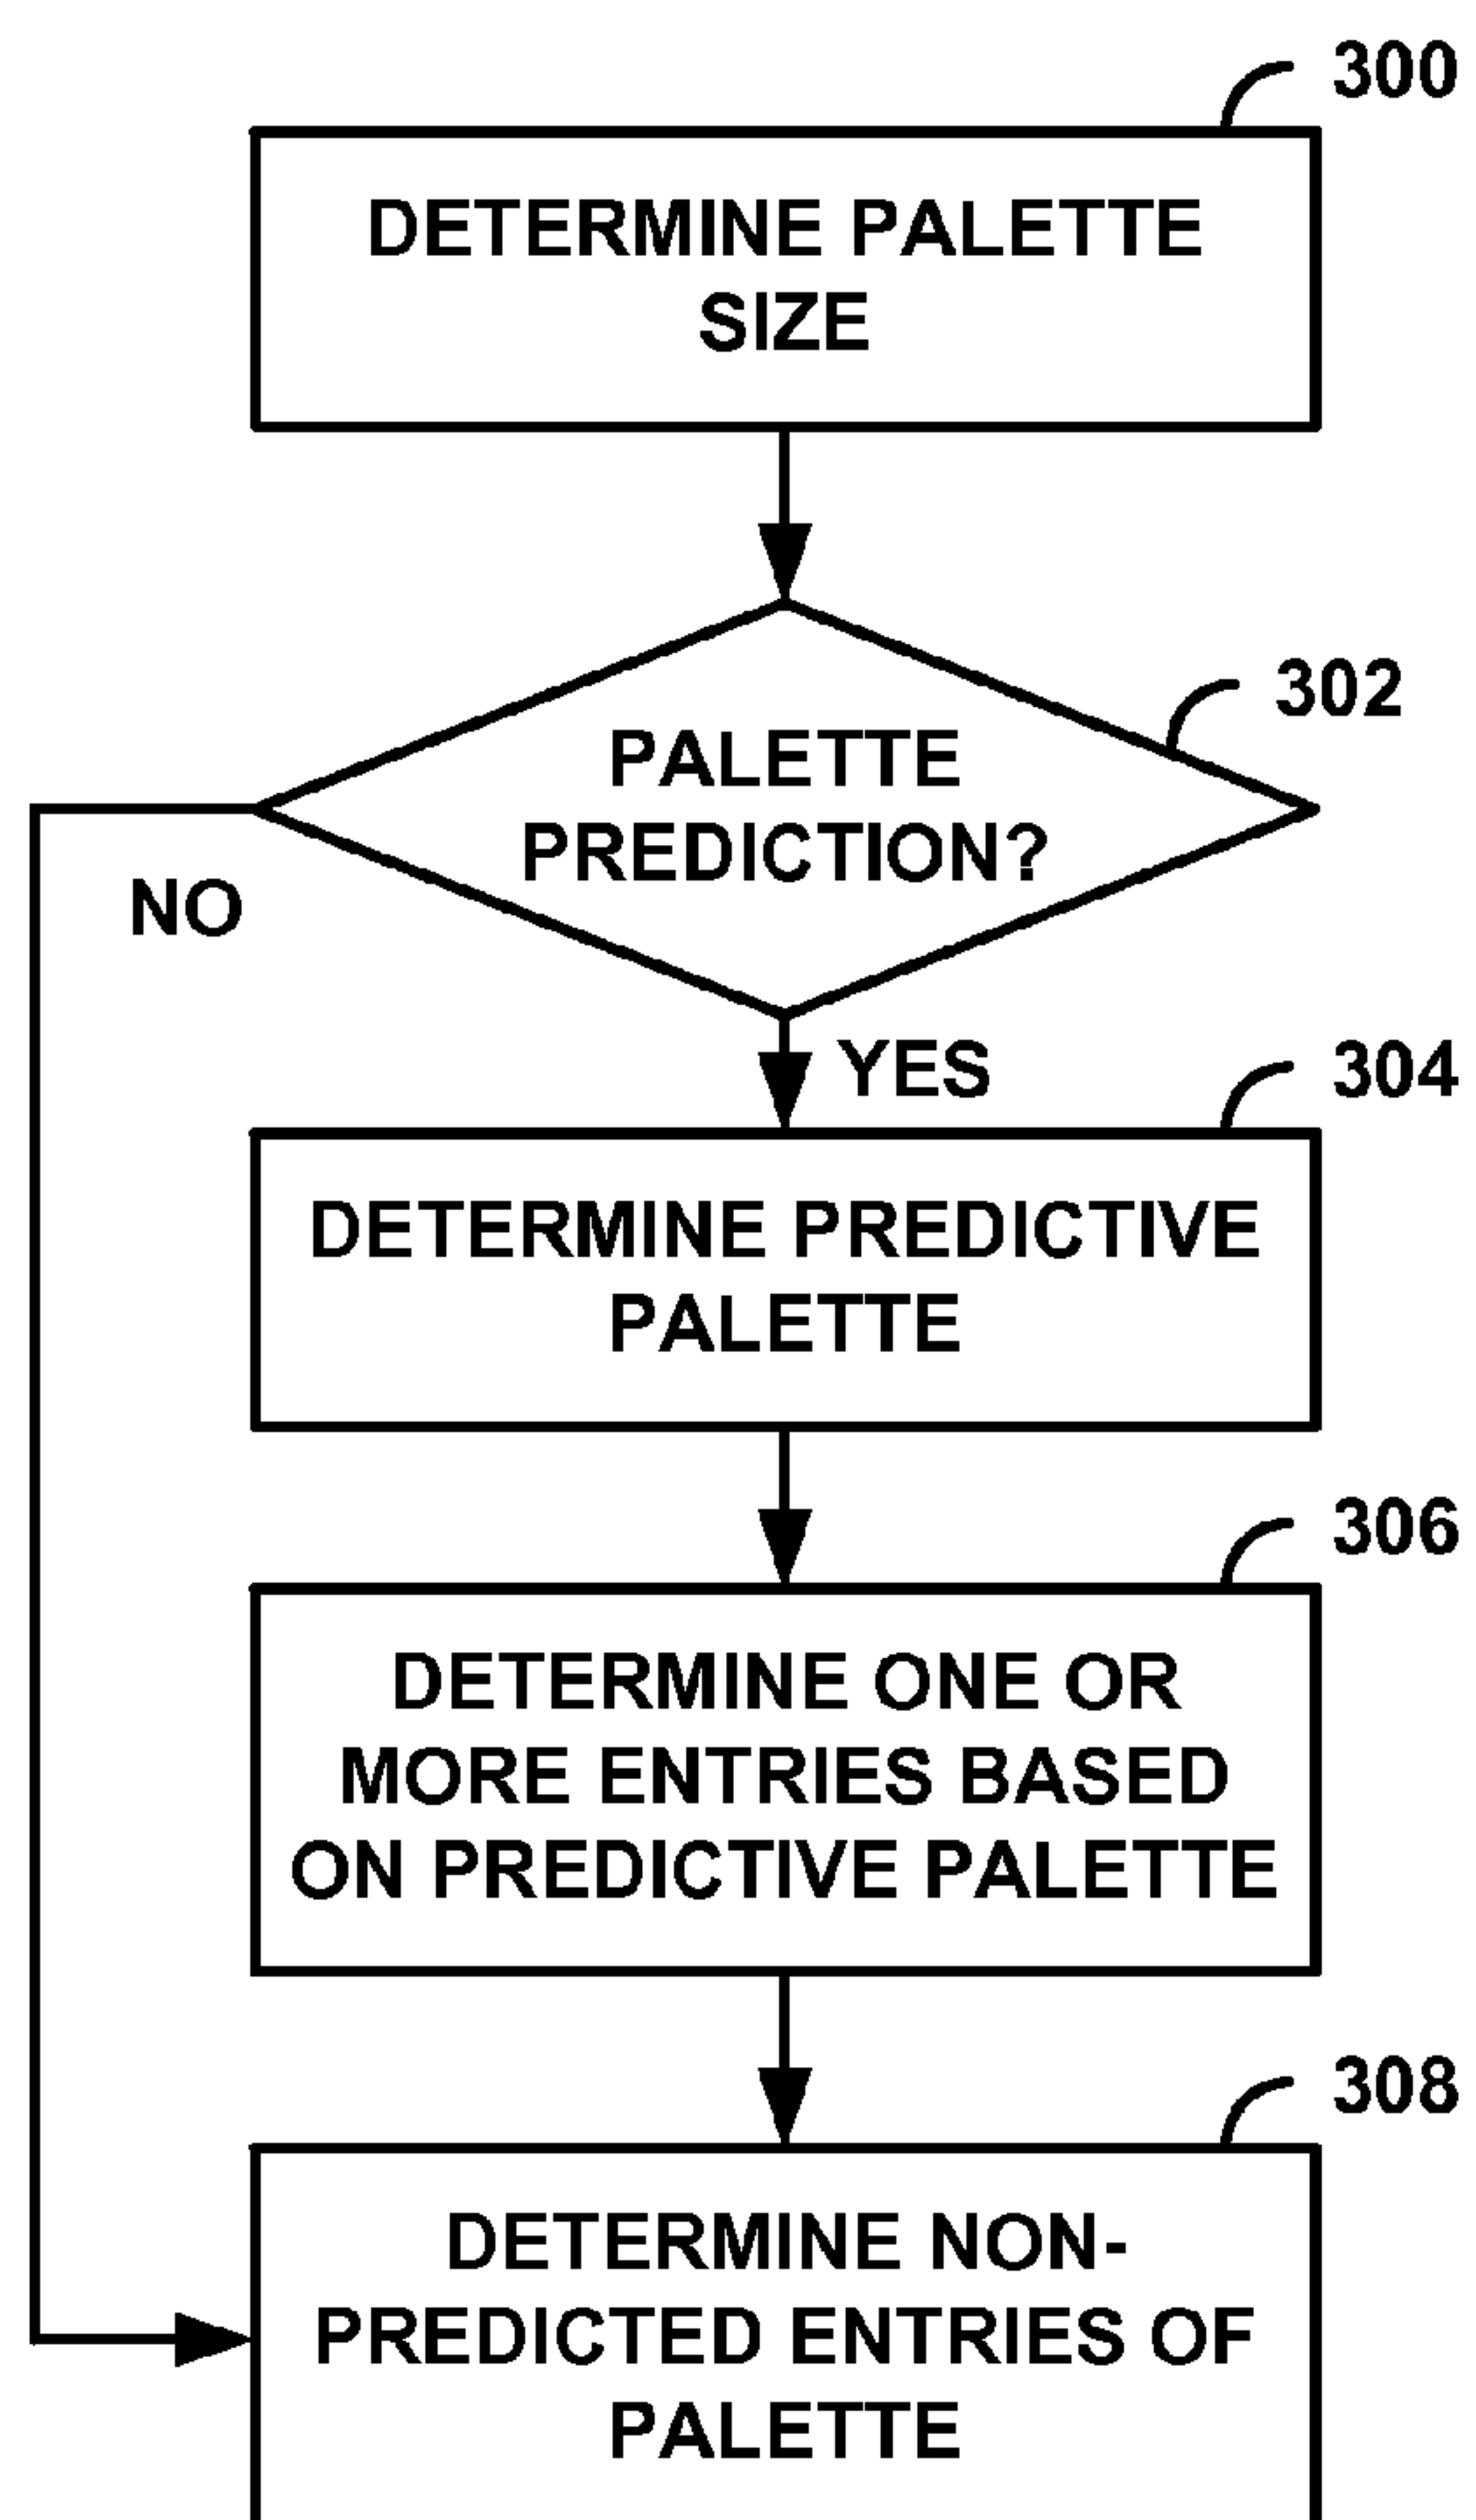 300
DETERMINE PALETTE
SIZE
302
PALETTE
PREDICTION?
NO
YES
304
DETERMINE PREDICTIVE
PALETTE
306
DETERMINE ONE OR
MORE ENTRIES BASED
ON PREDICTIVE PALETTE
308
DETERMINE NON-
PREDICTED ENTRIES OF
PALETTE